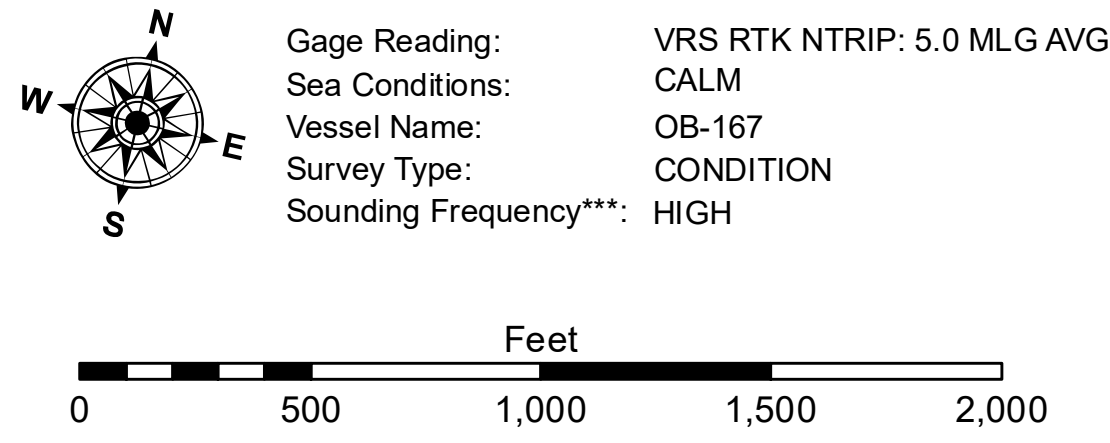 N
W
E
S
Gage Reading: VRS RTK NTRIP: 5.0 MLG AVG
Sea Conditions: CALM
Vessel Name: OB-167
Survey Type: CONDITION
Sounding Frequency***: HIGH
Feet
0 500 1,000 1,500 2,000